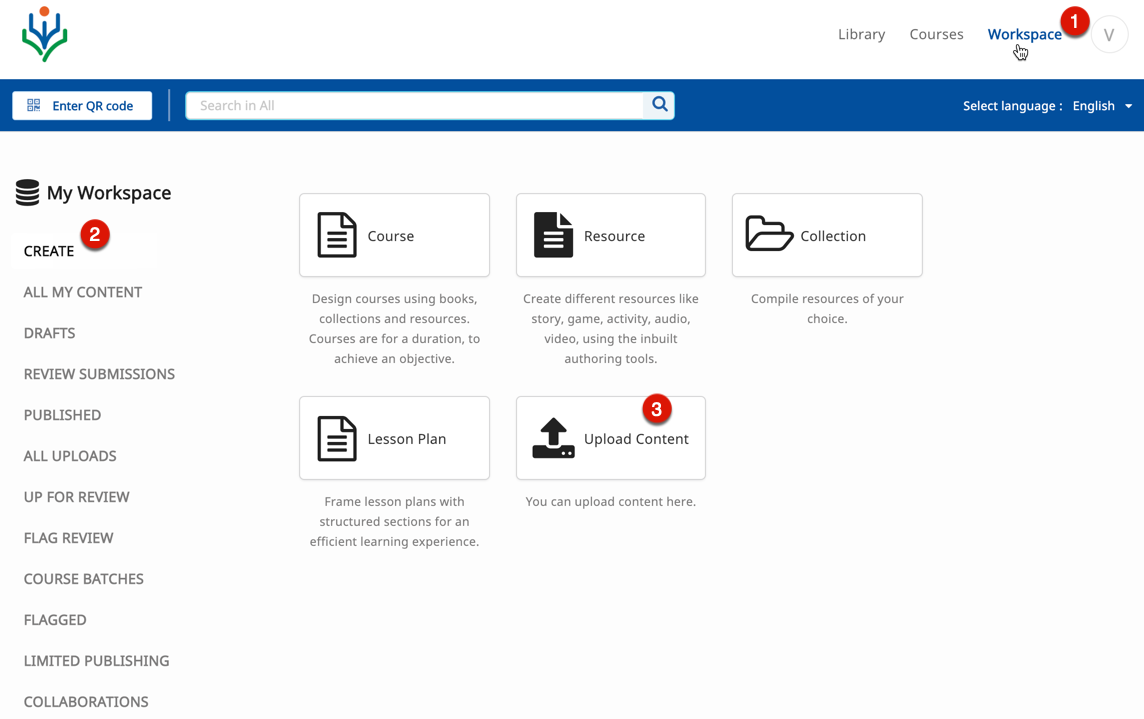 Library Courses Workspace 1 V
Enter QR code Search in All Select language : English
My Workspace
CREATE 2
ALL MY CONTENT
DRAFTS
REVIEW SUBMISSIONS
PUBLISHED
ALL UPLOADS
UP FOR REVIEW
FLAG REVIEW
COURSE BATCHES
FLAGGED
LIMITED PUBLISHING
COLLABORATIONS
Course
Design courses using books,
collections and resources.
Courses are for a duration, to
achieve an objective.
Resource
Create different resources like
story, game, activity, audio,
video, using the inbuilt
authoring tools.
Collection
Compile resources of your
choice.
Lesson Plan
Frame lesson plans with
structured sections for an
efficient learning experience.
3
Upload Content
You can upload content here.